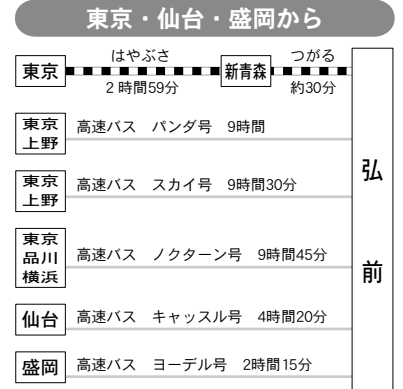 東京・仙台・盛岡から
はやぶさ つがる
東京 新青森
2時間59分 約30分
東京
上野
高速バス パンダ号 9時間
東京
上野
高速バス スカイ号 9時間30分
東京
品川
横浜
高速バス ノクターン号 9時間45分
仙台 高速バス キャッスル号 4時間20分
盛岡 高速バス ヨーデル号 2時間15分
弘前